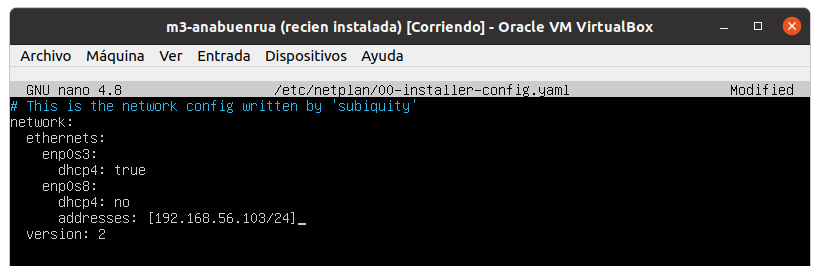 m3-anabuenrua (recien instalada) [Corriendo] - Oracle VM VirtualBox
Archivo Máquina Ver Entrada Dispositivos Ayuda
GNU nano 4.8 /etc/netplan/00-installer-config.yaml Modified
# This is the network config written by 'subiquity'
network:
  ethernets:
    enp0s3:
      dhcp4: true
    enp0s8:
      dhcp4: no
      addresses: [192.168.56.103/24]_
  version: 2